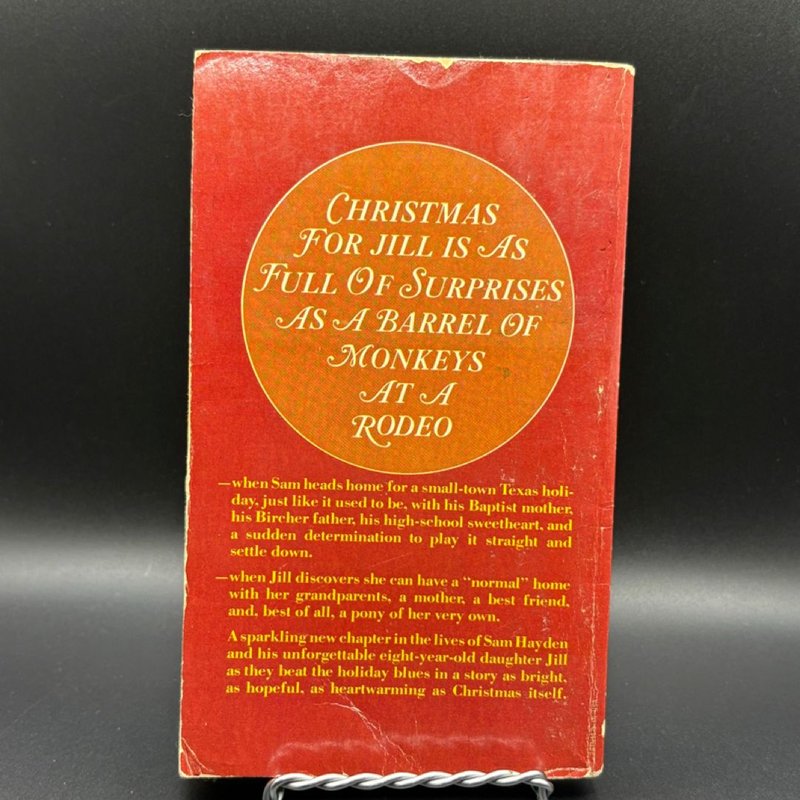 CHRISTMAS
FOR JILL IS AS
FULL OF SURPRISES
AS A BARREL OF
MONKEYS
AT A
RODEO
—when Sam heads home for a small-town Texas holi-
day, just like it used to be, with his Baptist mother,
his Bircher father, his high-school sweetheart, and
a sudden determination to play it straight and
settle down.
—when Jill discovers she can have a "normal" home
with her grandparents, a mother, a best friend,
and, best of all, a pony of her very own.
A sparkling new chapter in the lives of Sam Hayden
and his unforgettable eight-year-old daughter Jill
as they beat the holiday blues in a story as bright,
as hopeful, as heartwarming as Christmas itself.